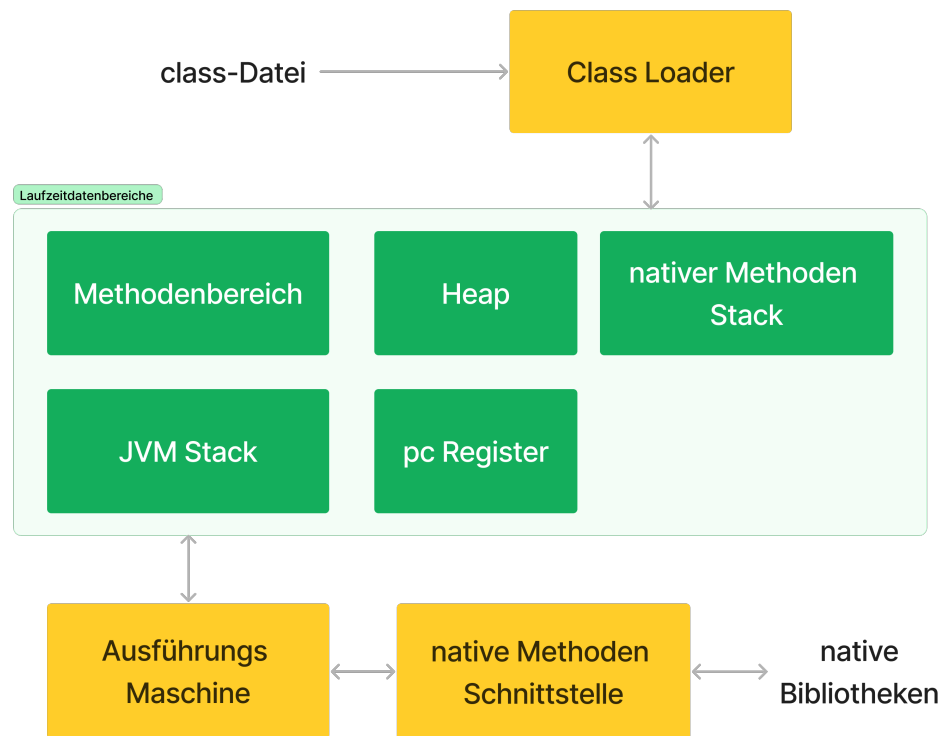 class-Datei
Class Loader
Laufzeitdatenbereiche
Methodenbereich
Heap
nativer Methoden
Stack
JVM Stack
pc Register
Ausführungs
Maschine
native Methoden
Schnittstelle
native
Bibliotheken